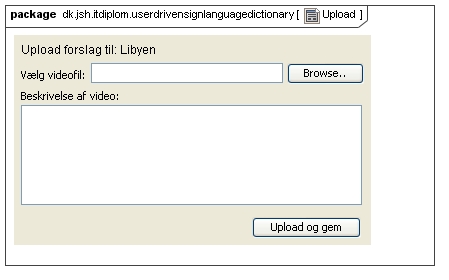 package dk.jsh.itdiplom.userdrivensignlanguagedictionary [ Upload ]
Upload forslag til: Libyen
Vælg videofil:
Browse..
Beskrivelse af video:
Upload og gem